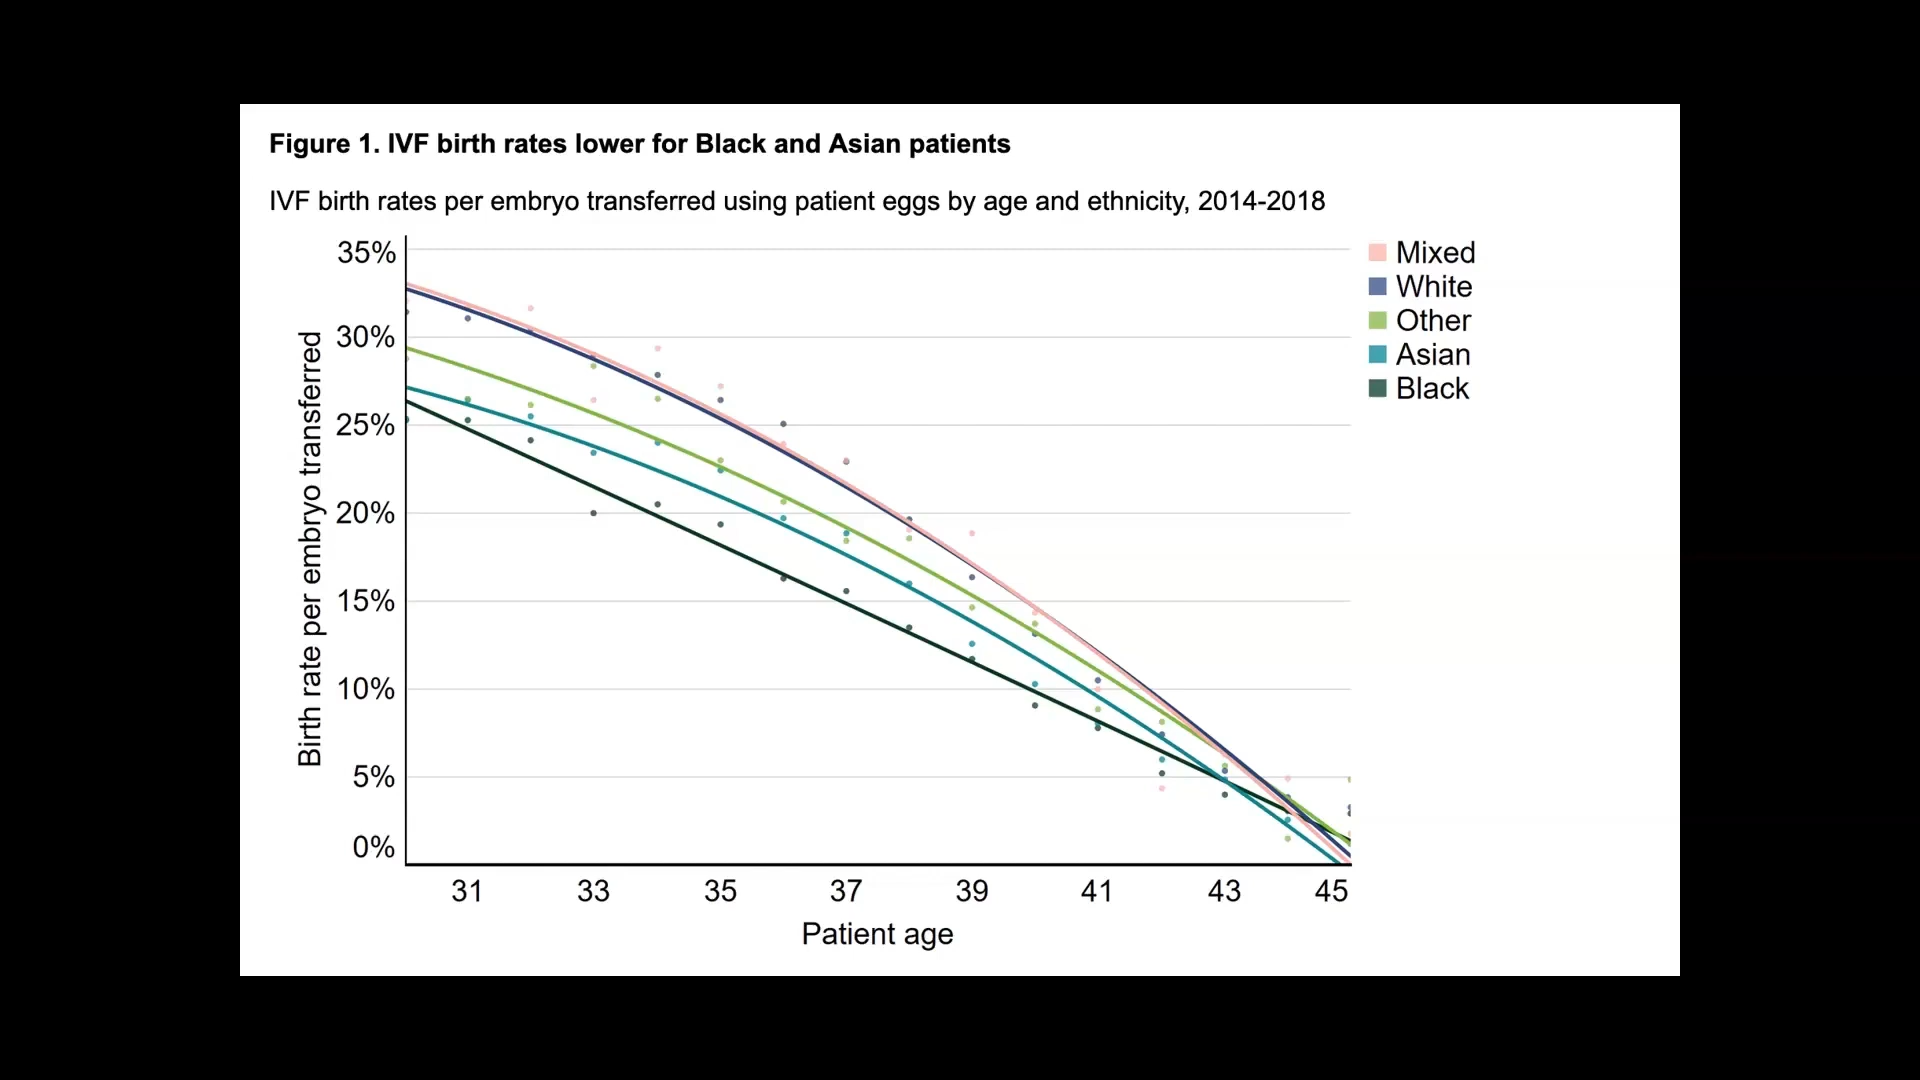 Figure 1. IVF birth rates lower for Black and Asian patients
IVF birth rates per embryo transferred using patient eggs by age and ethnicity, 2014-2018
Birth rate per embryo transferred
35%
30%
25%
20%
15%
10%
5%
0%
31 33 35 37 39 41 43 45
Patient age
Mixed
White
Other
Asian
Black